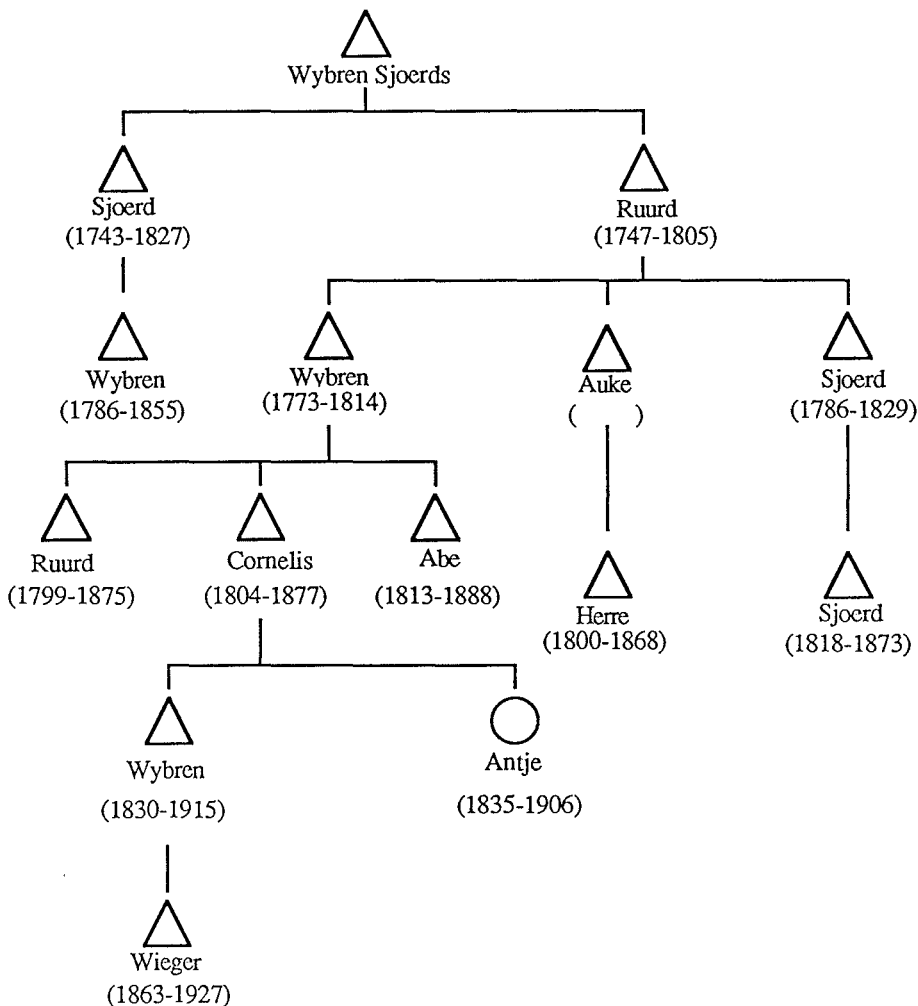 Wybren Sjoerds
Sjoerd
(1743-1827)
Ruurd
(1747-1805)
Wybren
(1786-1855)
Wybren
(1773-1814)
Auke
( )
Sjoerd
(1786-1829)
Ruurd
(1799-1875)
Cornelis
(1804-1877)
Abe
(1813-1888)
Herre
(1800-1868)
Sjoerd
(1818-1873)
Wybren
(1830-1915)
Antje
(1835-1906)
Wieger
(1863-1927)